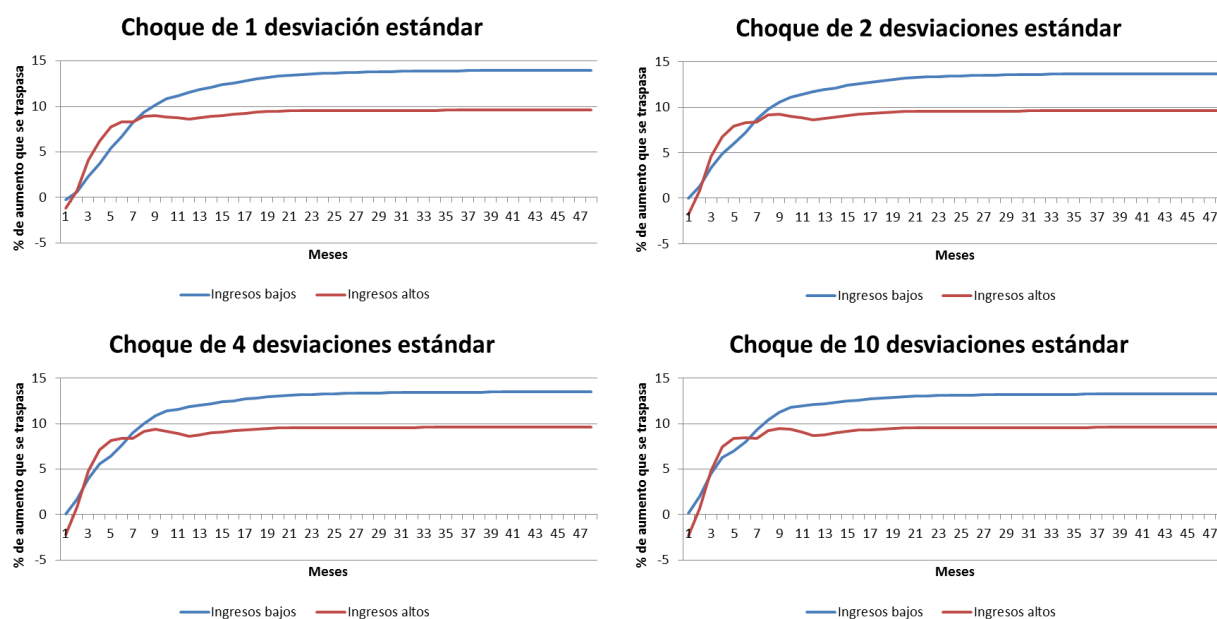 Choque de 1 desviación estándar
% de aumento que se traspasa
15
10
5
0
-5
1 3 5 7 9 11 13 15 17 19 21 23 25 27 29 31 33 35 37 39 41 43 45 47
Meses
Ingresos bajos Ingresos altos
Choque de 2 desviaciones estándar
% de aumento que se traspasa
15
10
5
0
-5
1 3 5 7 9 11 13 15 17 19 21 23 25 27 29 31 33 35 37 39 41 43 45 47
Meses
Ingresos bajos Ingresos altos
Choque de 4 desviaciones estándar
% de aumento que se traspasa
15
10
5
0
-5
1 3 5 7 9 11 13 15 17 19 21 23 25 27 29 31 33 35 37 39 41 43 45 47
Meses
Ingresos bajos Ingresos altos
Choque de 10 desviaciones estándar
% de aumento que se traspasa
15
10
5
0
-5
1 3 5 7 9 11 13 15 17 19 21 23 25 27 29 31 33 35 37 39 41 43 45 47
Meses
Ingresos bajos Ingresos altos